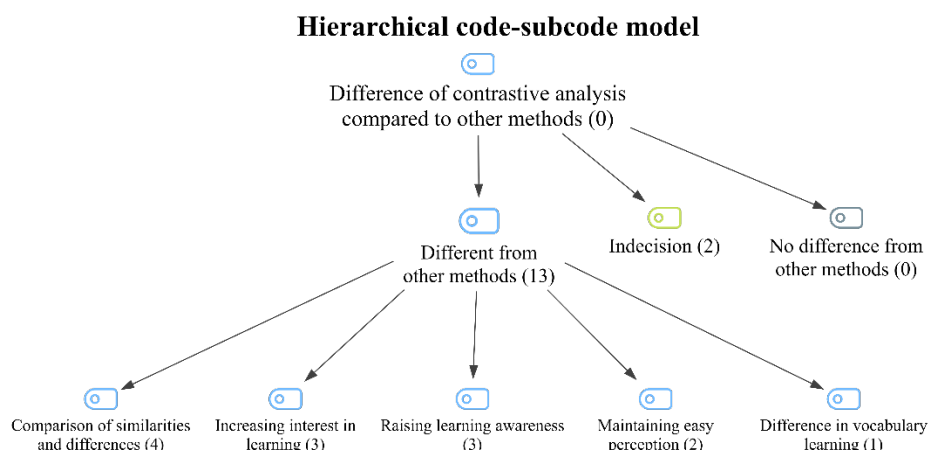 Hierarchical code-subcode model
Difference of contrastive analysis
compared to other methods (0)
Different from
other methods (13)
Indecision (2)
No difference from
other methods (0)
Comparison of similarities
and differences (4)
Increasing interest in
learning (3)
Raising learning awareness
(3)
Maintaining easy
perception (2)
Difference in vocabulary
learning (1)